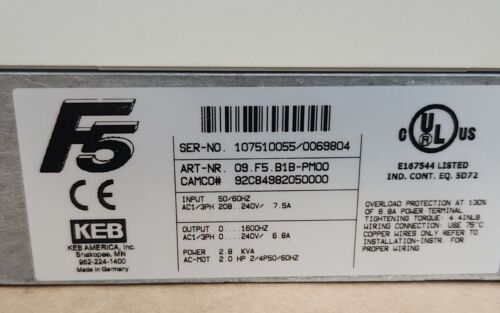 F5
CE
KEB
KEB AMERICA, Inc.
Shakopee, MN
952-224-1400
Made in Germany
SER-NO. 107510055/0069804
ART-NR. 09.F5.B1B-PM00
CAMCO# 92C84982050000
INPUT 50/60HZ
AC1/3PH 208..240V/ 7.5A
OUTPUT 0...1600HZ
AC1/3PH 0...240V/ 6.8A
POWER 2.8 KVA
AC-MOT 2.0 HP 2/4P50/60HZ
C UL US
E167544 LISTED
IND. CONT. EQ. 5D72
OVERLOAD PROTECTION AT 130%
OF 6.8A POWER TERMINAL
TIGHTENING TORQUE 4.4INLB
WIRING CONNECTION: USE 75°C
COPPER WIRES ONLY REFER TO
INSTALLATION-INSTR. FOR
PROPER WIRING